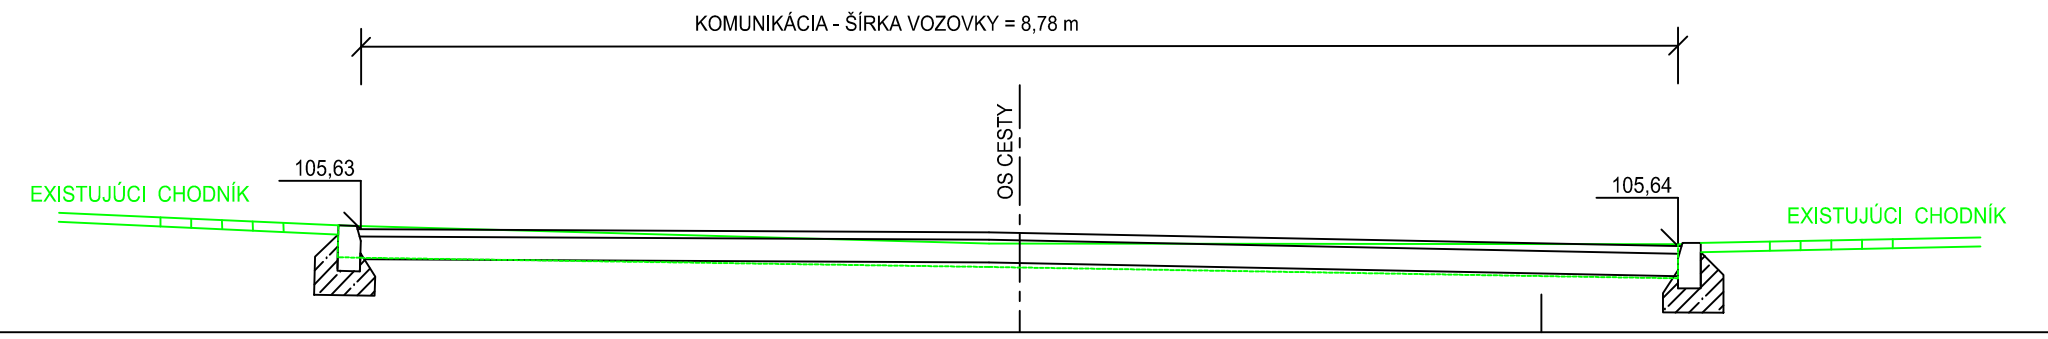 KOMUNIKÁCIA - ŠÍRKA VOZOVKY = 8,78 m
OS CESTY
105,63
EXISTUJÚCI CHODNÍK
105,64
EXISTUJÚCI CHODNÍK